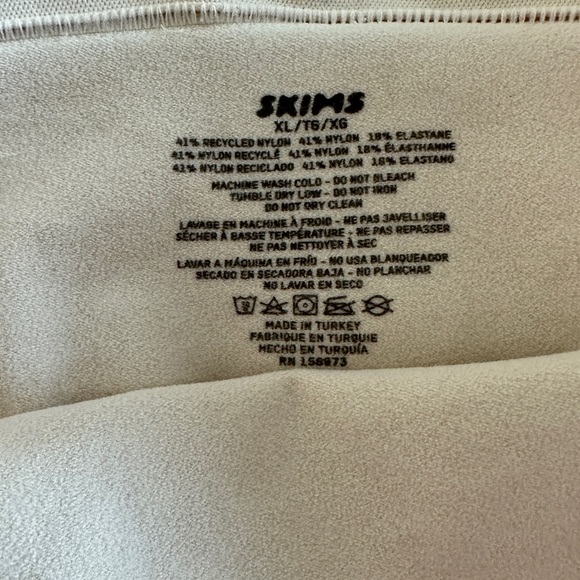 SKIMS
XL/TG/XG
41% RECYCLED NYLON 41% NYLON 18% ELASTANE
41% NYLON RECYCLÉ 41% NYLON 18% ÉLASTHANNE
41% NYLON RECICLADO 41% NYLON 18% ELASTANO
MACHINE WASH COLD - DO NOT BLEACH
TUMBLE DRY LOW - DO NOT IRON
DO NOT DRY CLEAN
LAVAGE EN MACHINE À FROID - NE PAS JAVELLISER
SÉCHER À BASSE TEMPÉRATURE - NE PAS REPASSER
NE PAS NETTOYER À SEC
LAVAR A MÁQUINA EN FRÍO - NO USA BLANQUEADOR
SECADO EN SECADORA BAJA - NO PLANCHAR
NO LAVAR EN SECO
30
MADE IN TURKEY
FABRIQUE EN TURQUIE
HECHO EN TURQUÍA
RN 158973